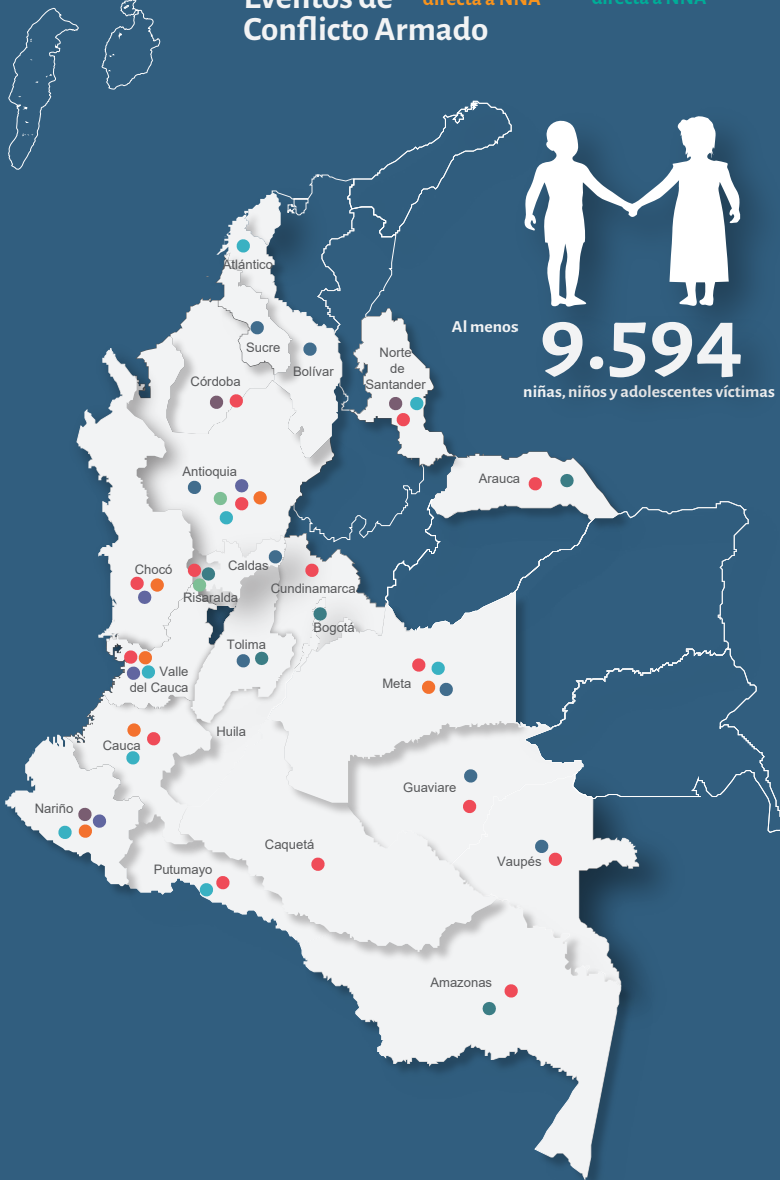 Eventos de
directa a NNA
directa a NNA
Conflicto Armado
Al menos
9.594
niñas, niños y adolescentes víctimas
Atlántico
Sucre
Bolívar
Norte
de
Santander
Córdoba
Antioquia
Arauca
Chocó
Caldas
Cundinamarca
Risaralda
Bogotá
Tolima
Valle
del Cauca
Meta
Huila
Cauca
Guaviare
Nariño
Caquetá
Vaupés
Putumayo
Amazonas